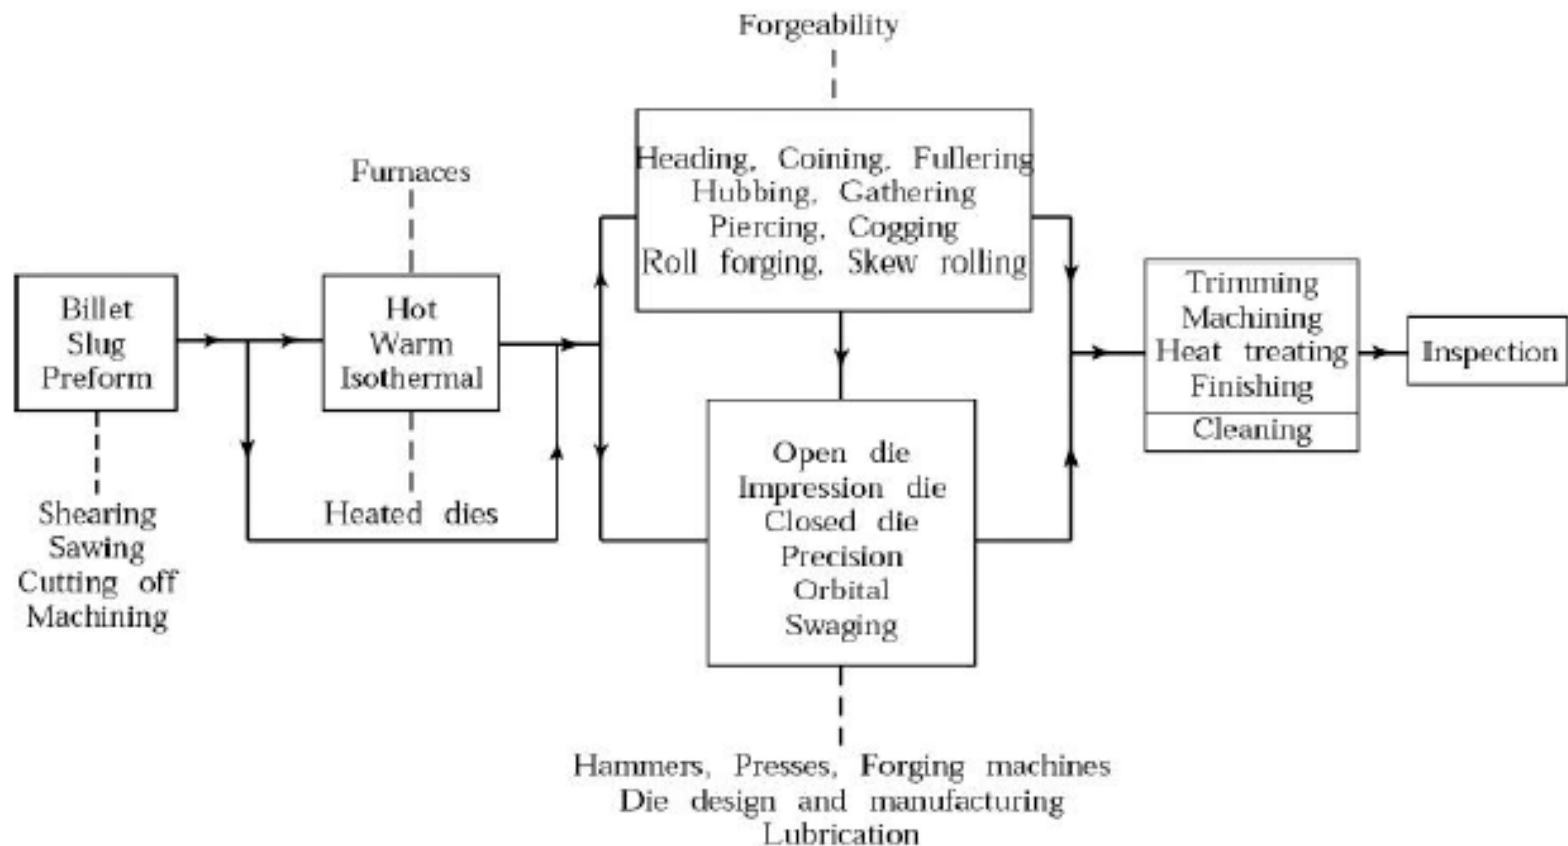 Forgeability
Heading, Coining, Fullering
Hubbing, Gathering
Piercing, Cogging
Roll forging, Skew rolling
Furnaces
Billet
Slug
Preform
Hot
Warm
Isothermal
Shearing
Sawing
Cutting off
Machining
Heated dies
Open die
Impression die
Closed die
Precision
Orbital
Swaging
Hammers, Presses, Forging machines
Die design and manufacturing
Lubrication
Trimming
Machining
Heat treating
Finishing
Cleaning
Inspection